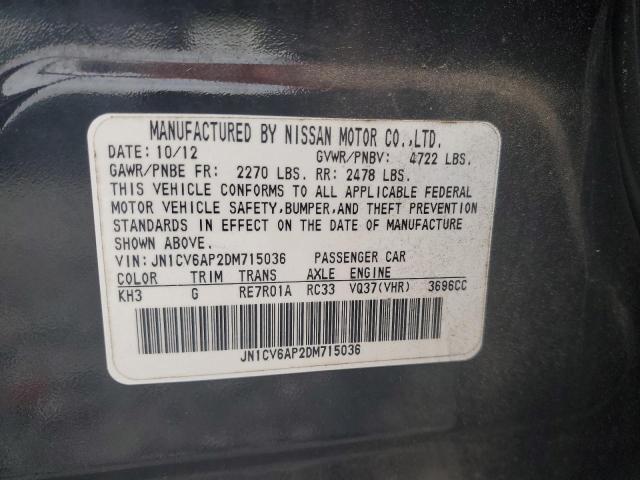 MANUFACTURED BY NISSAN MOTOR CO.,LTD.
DATE: 10/12 GVWR/PNBV: 4722 LBS.
GAWR/PNBE FR: 2270 LBS. RR: 2478 LBS.
THIS VEHICLE CONFORMS TO ALL APPLICABLE FEDERAL
MOTOR VEHICLE SAFETY,BUMPER,AND THEFT PREVENTION
STANDARDS IN EFFECT ON THE DATE OF MANUFACTURE
SHOWN ABOVE.
VIN: JN1CV6AP2DM715036 PASSENGER CAR
COLOR TRIM TRANS AXLE ENGINE
KH3 G RE7R01A RC33 VQ37(VHR) 3696CC
JN1CV6AP2DM715036